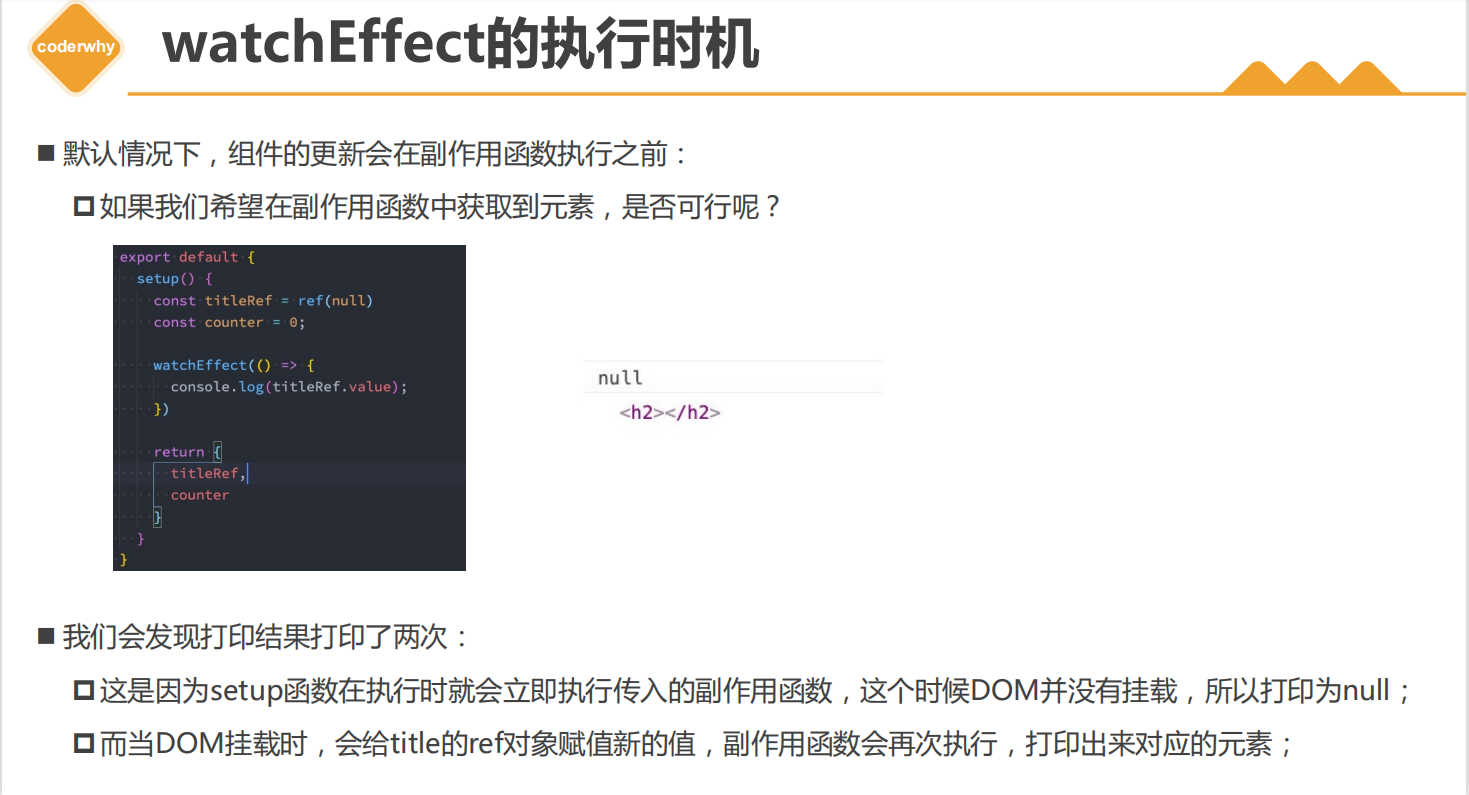 coderwhy
watchEffect的执行时机
默认情况下，组件的更新会在副作用函数执行之前：
如果我们希望在副作用函数中获取到元素，是否可行呢？
export default {
setup() {
const titleRef = ref(null)
const counter = 0;
watchEffect(() => {
console.log(titleRef.value);
})
return {
titleRef,
counter
}
}
}
null
<h2></h2>
我们会发现打印结果打印了两次：
这是因为setup函数在执行时就会立即执行传入的副作用函数，这个时候DOM并没有挂载，所以打印为null；
而当DOM挂载时，会给title的ref对象赋值新的值，副作用函数会再次执行，打印出来对应的元素；